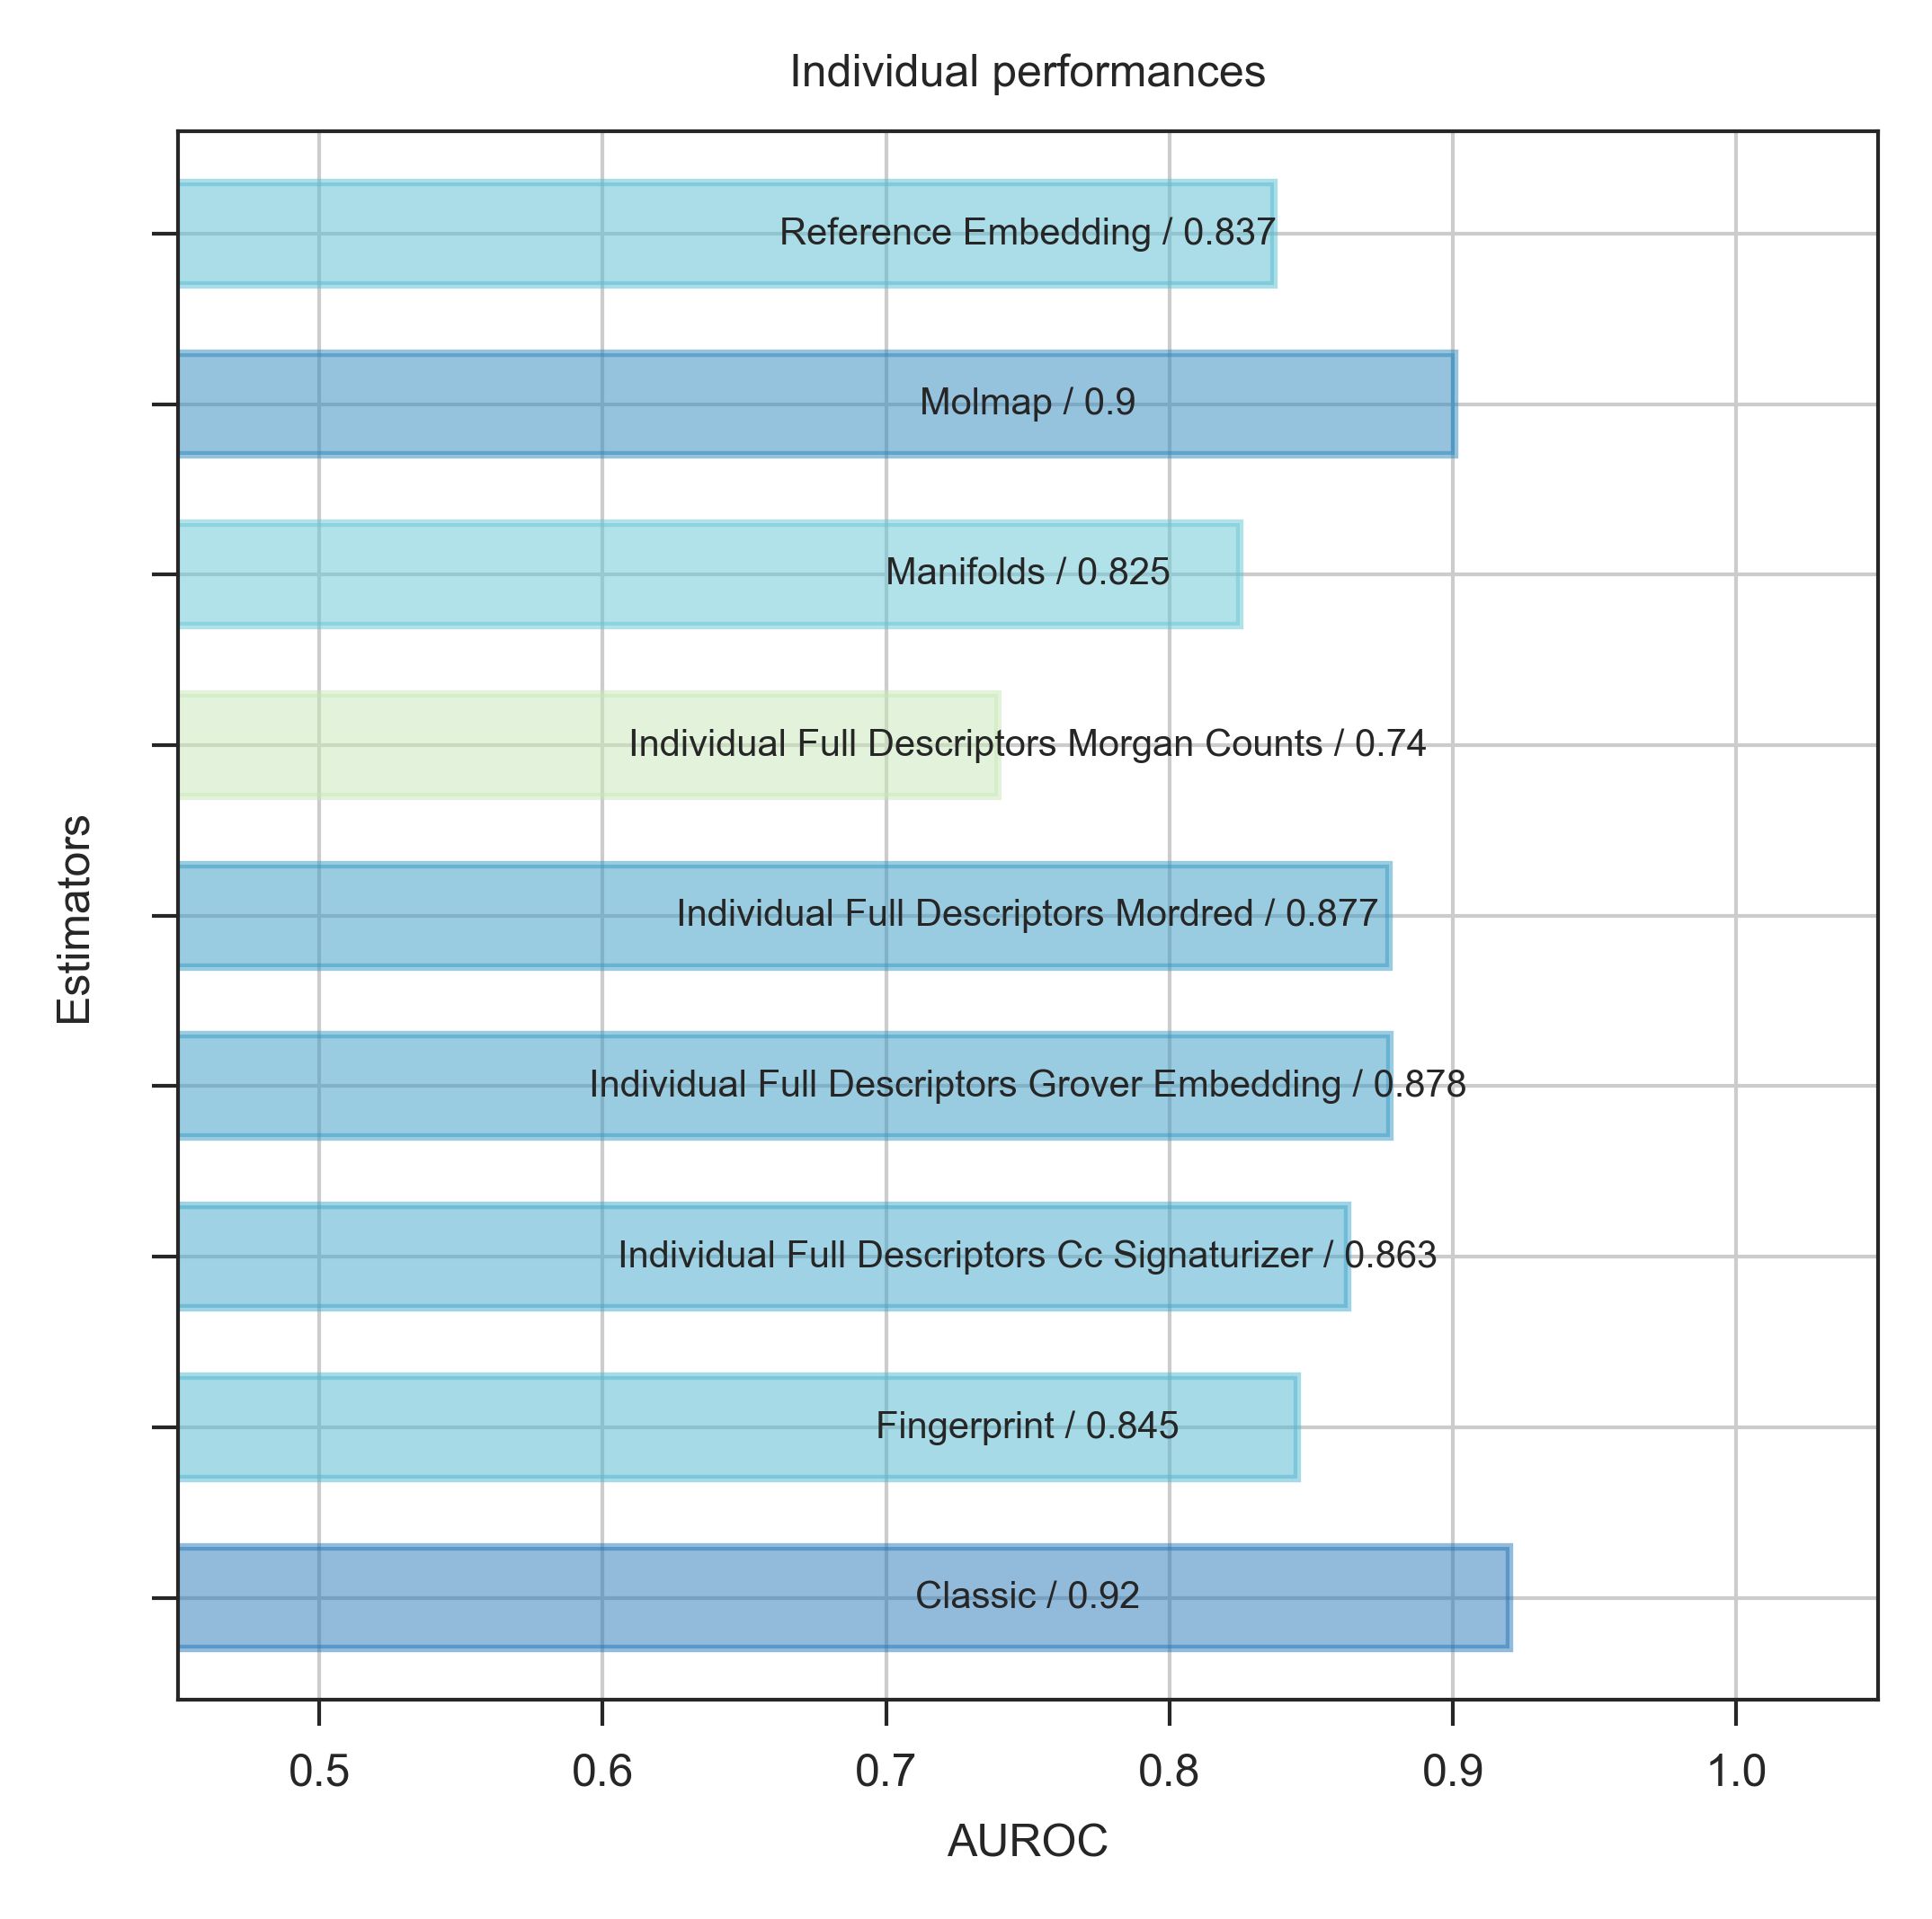 Individual performances
Reference Embedding / 0.837
Molmap / 0.9
Manifolds / 0.825
Individual Full Descriptors Morgan Counts / 0.74
Individual Full Descriptors Mordred / 0.877
Individual Full Descriptors Grover Embedding / 0.878
Individual Full Descriptors Cc Signaturizer / 0.863
Fingerprint / 0.845
Classic / 0.92
Estimators
0.5 0.6 0.7 0.8 0.9 1.0
AUROC